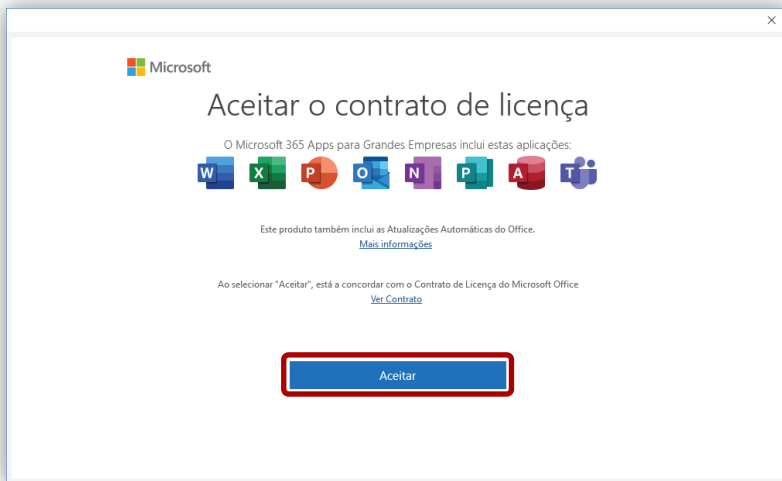 Microsoft
Aceitar o contrato de licença
O Microsoft 365 Apps para Grandes Empresas inclui estas aplicações:
W X P O N P A T
Este produto também inclui as Atualizações Automáticas do Office.
Mais informações
Ao selecionar "Aceitar", está a concordar com o Contrato de Licença do Microsoft Office
Ver Contrato
Aceitar